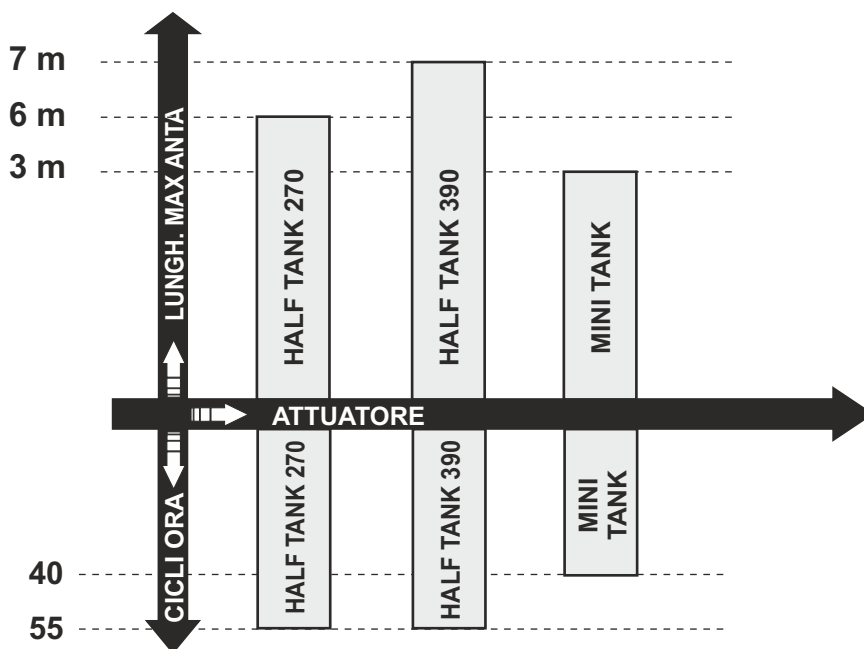 7 m
6 m
3 m
LUNGH. MAX ANTA
HALF TANK 270
HALF TANK 390
MINI TANK
ATTUATORE
CICLI ORA
HALF TANK 270
HALF TANK 390
MINI
TANK
40
55